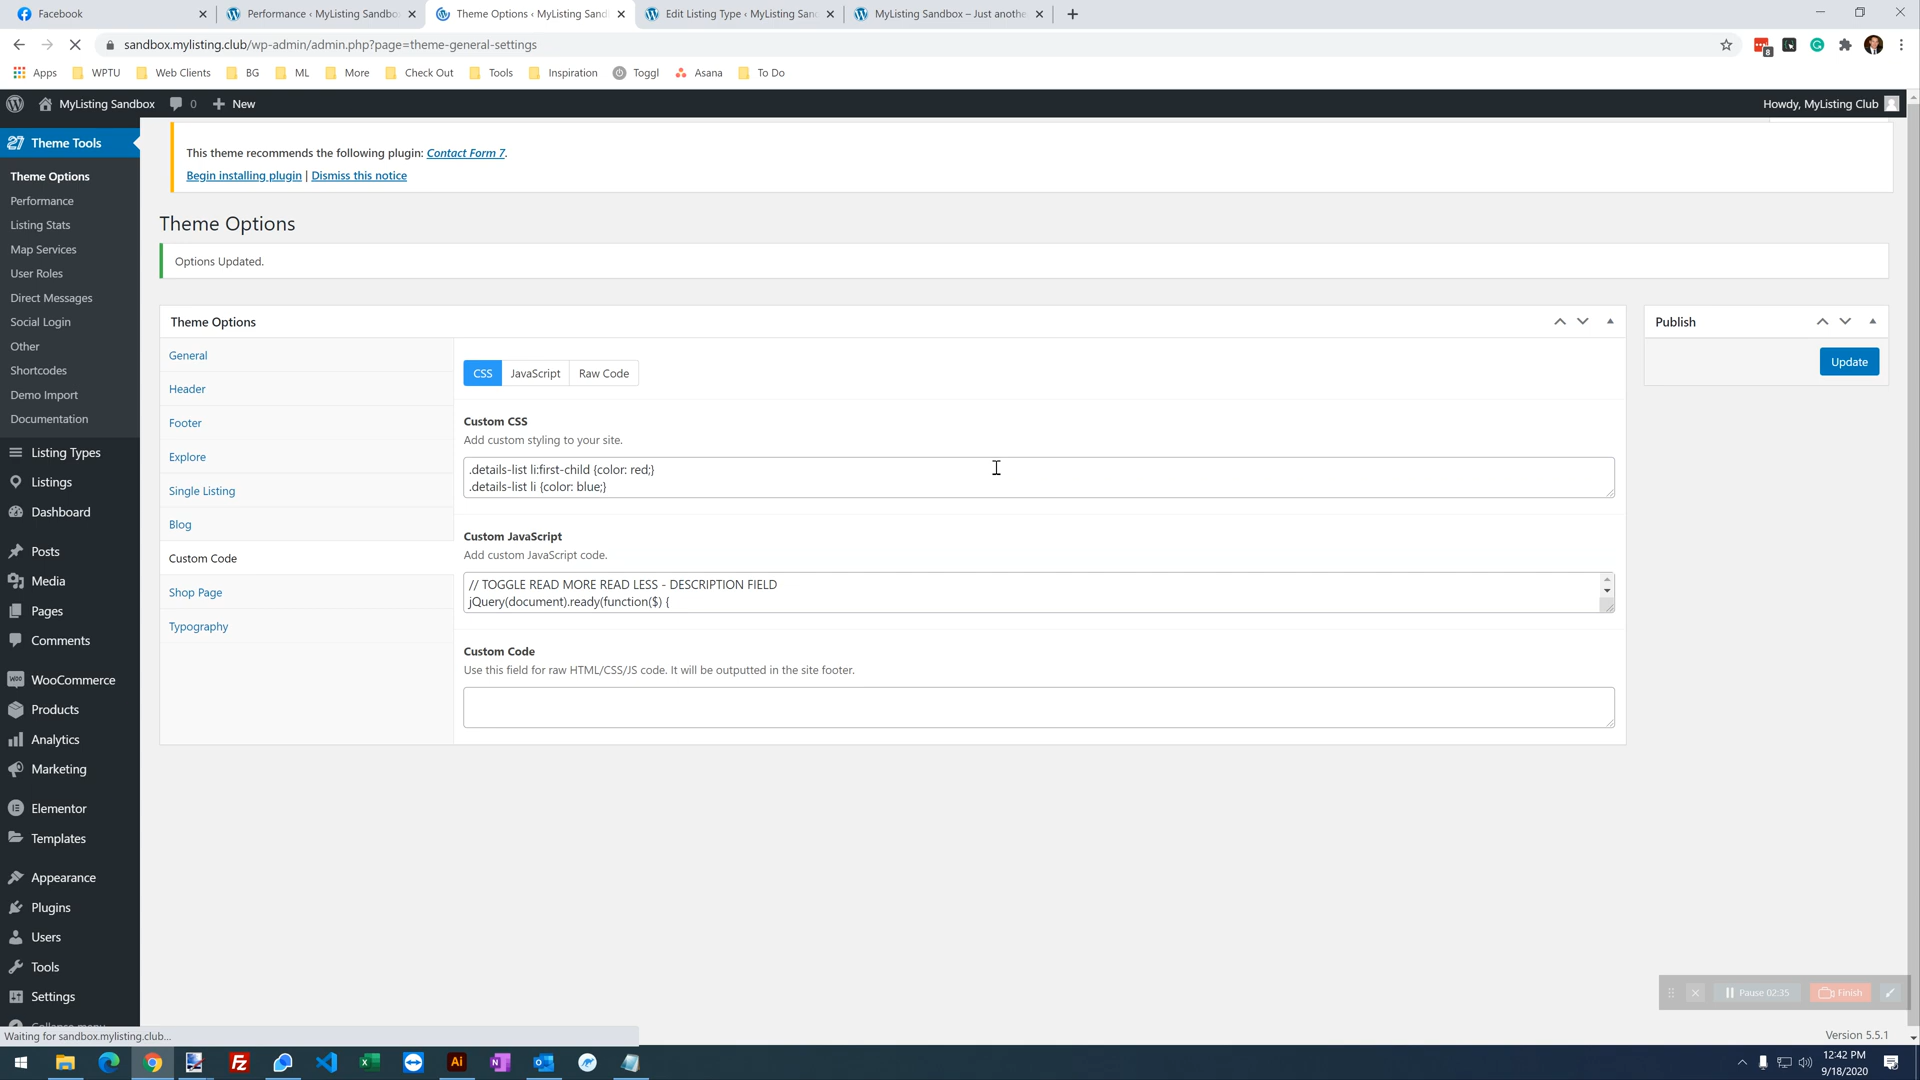 Facebook
Performance ‹ MyListing Sandbo
Theme Options ‹ MyListing Sand
Edit Listing Type ‹ MyListing San
MyListing Sandbox – Just anothe
sandbox.mylisting.club/wp-admin/admin.php?page=theme-general-settings
8
Apps WPTU Web Clients BG ML More Check Out Tools Inspiration Toggl Asana To Do
MyListing Sandbox 0 New Howdy, MyListing Club
27 Theme Tools
Theme Options
Performance
Listing Stats
Map Services
User Roles
Direct Messages
Social Login
Other
Shortcodes
Demo Import
Documentation
Listing Types
Listings
Dashboard
Posts
Media
Pages
Comments
WooCommerce
Products
Analytics
Marketing
Elementor
Templates
Appearance
Plugins
Users
Tools
Settings
Collapse menu
Waiting for sandbox.mylisting.club...
This theme recommends the following plugin: Contact Form 7.
Begin installing plugin | Dismiss this notice
Theme Options
Options Updated.
Theme Options
General
Header
Footer
Explore
Single Listing
Blog
Custom Code
Shop Page
Typography
CSS JavaScript Raw Code
Custom CSS
Add custom styling to your site.
.details-list li:first-child {color: red;}
.details-list li {color: blue;}
Custom JavaScript
Add custom JavaScript code.
// TOGGLE READ MORE READ LESS - DESCRIPTION FIELD
jQuery(document).ready(function($) {
Custom Code
Use this field for raw HTML/CSS/JS code. It will be outputted in the site footer.
Publish
Update
Pause 02:35 Finish
Version 5.5.1
12:42 PM
9/18/2020